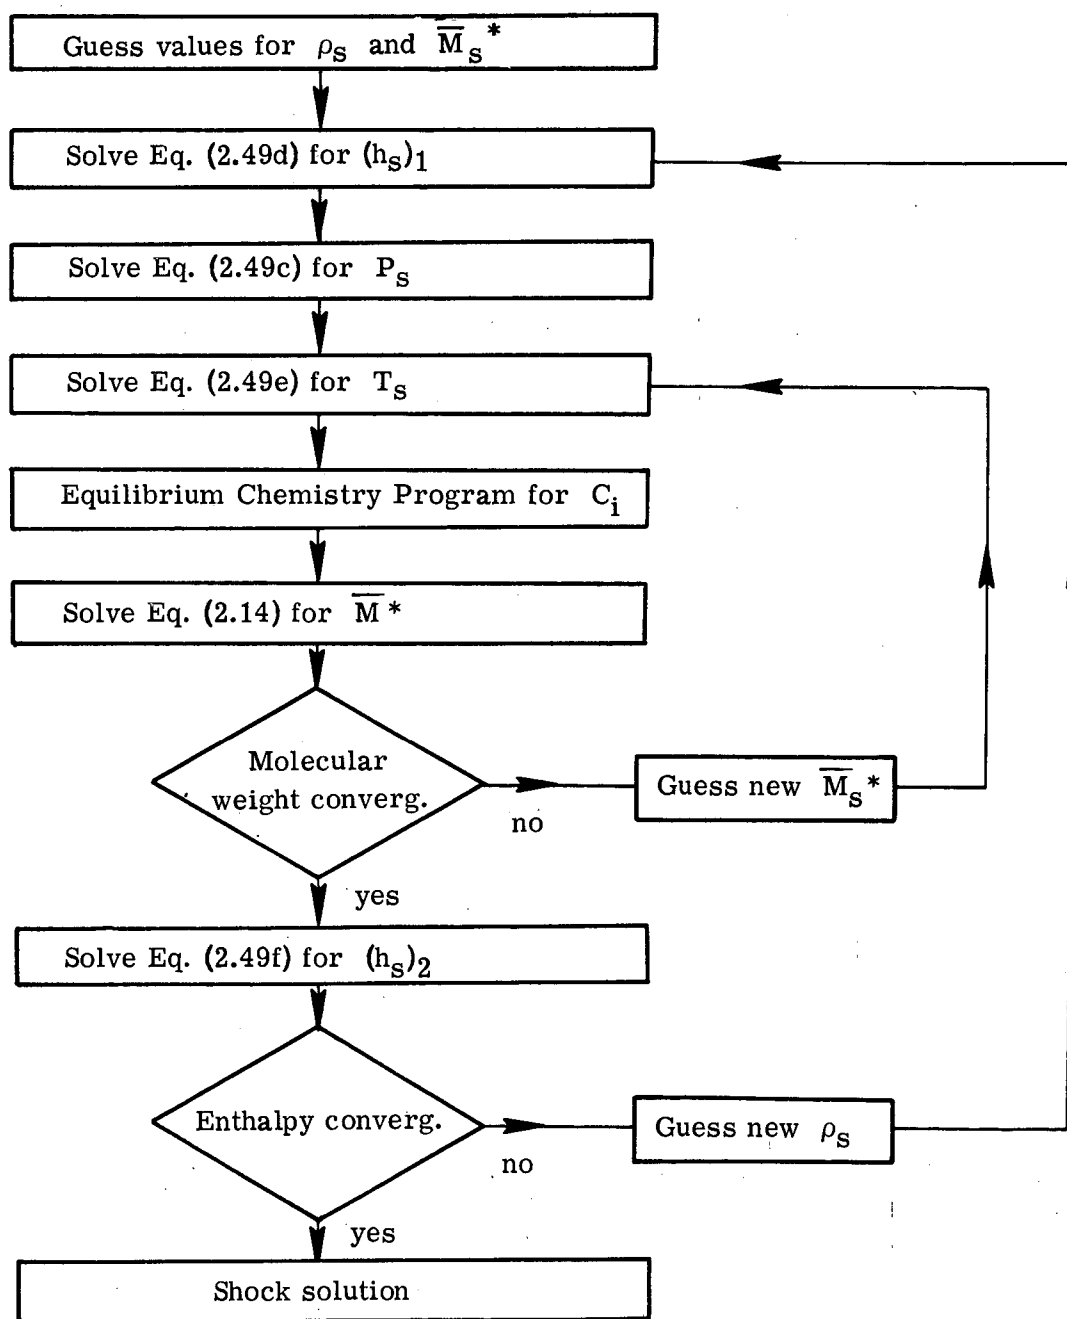 Guess values for ρₛ and M̅ₛ*
Solve Eq. (2.49d) for (hₛ)₁
Solve Eq. (2.49c) for Pₛ
Solve Eq. (2.49e) for Tₛ
Equilibrium Chemistry Program for Cᵢ
Solve Eq. (2.14) for M̅*
Molecular
weight converg.
no
Guess new M̅ₛ*
yes
Solve Eq. (2.49f) for (hₛ)₂
Enthalpy converg.
no
Guess new ρₛ
yes
Shock solution